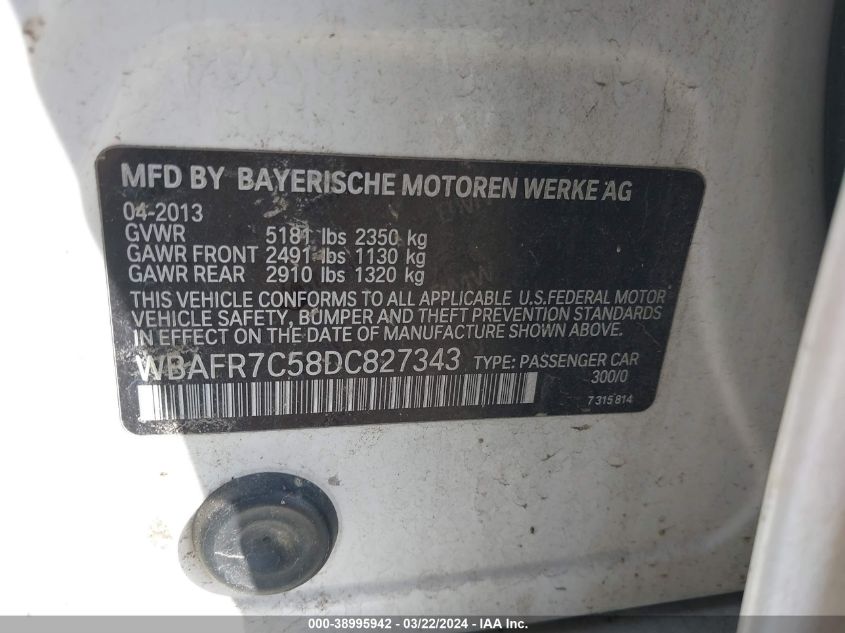 MFD BY BAYERISCHE MOTOREN WERKE AG
04-2013
GVWR 5181 lbs 2350 kg
GAWR FRONT 2491 lbs 1130 kg
GAWR REAR 2910 lbs 1320 kg
THIS VEHICLE CONFORMS TO ALL APPLICABLE U.S.FEDERAL MOTOR
VEHICLE SAFETY, BUMPER AND THEFT PREVENTION STANDARDS
IN EFFECT ON THE DATE OF MANUFACTURE SHOWN ABOVE.
WBAFR7C58DC827343 TYPE: PASSENGER CAR
300/0
7 315 814
000-38995942 - 03/22/2024 - IAA Inc.